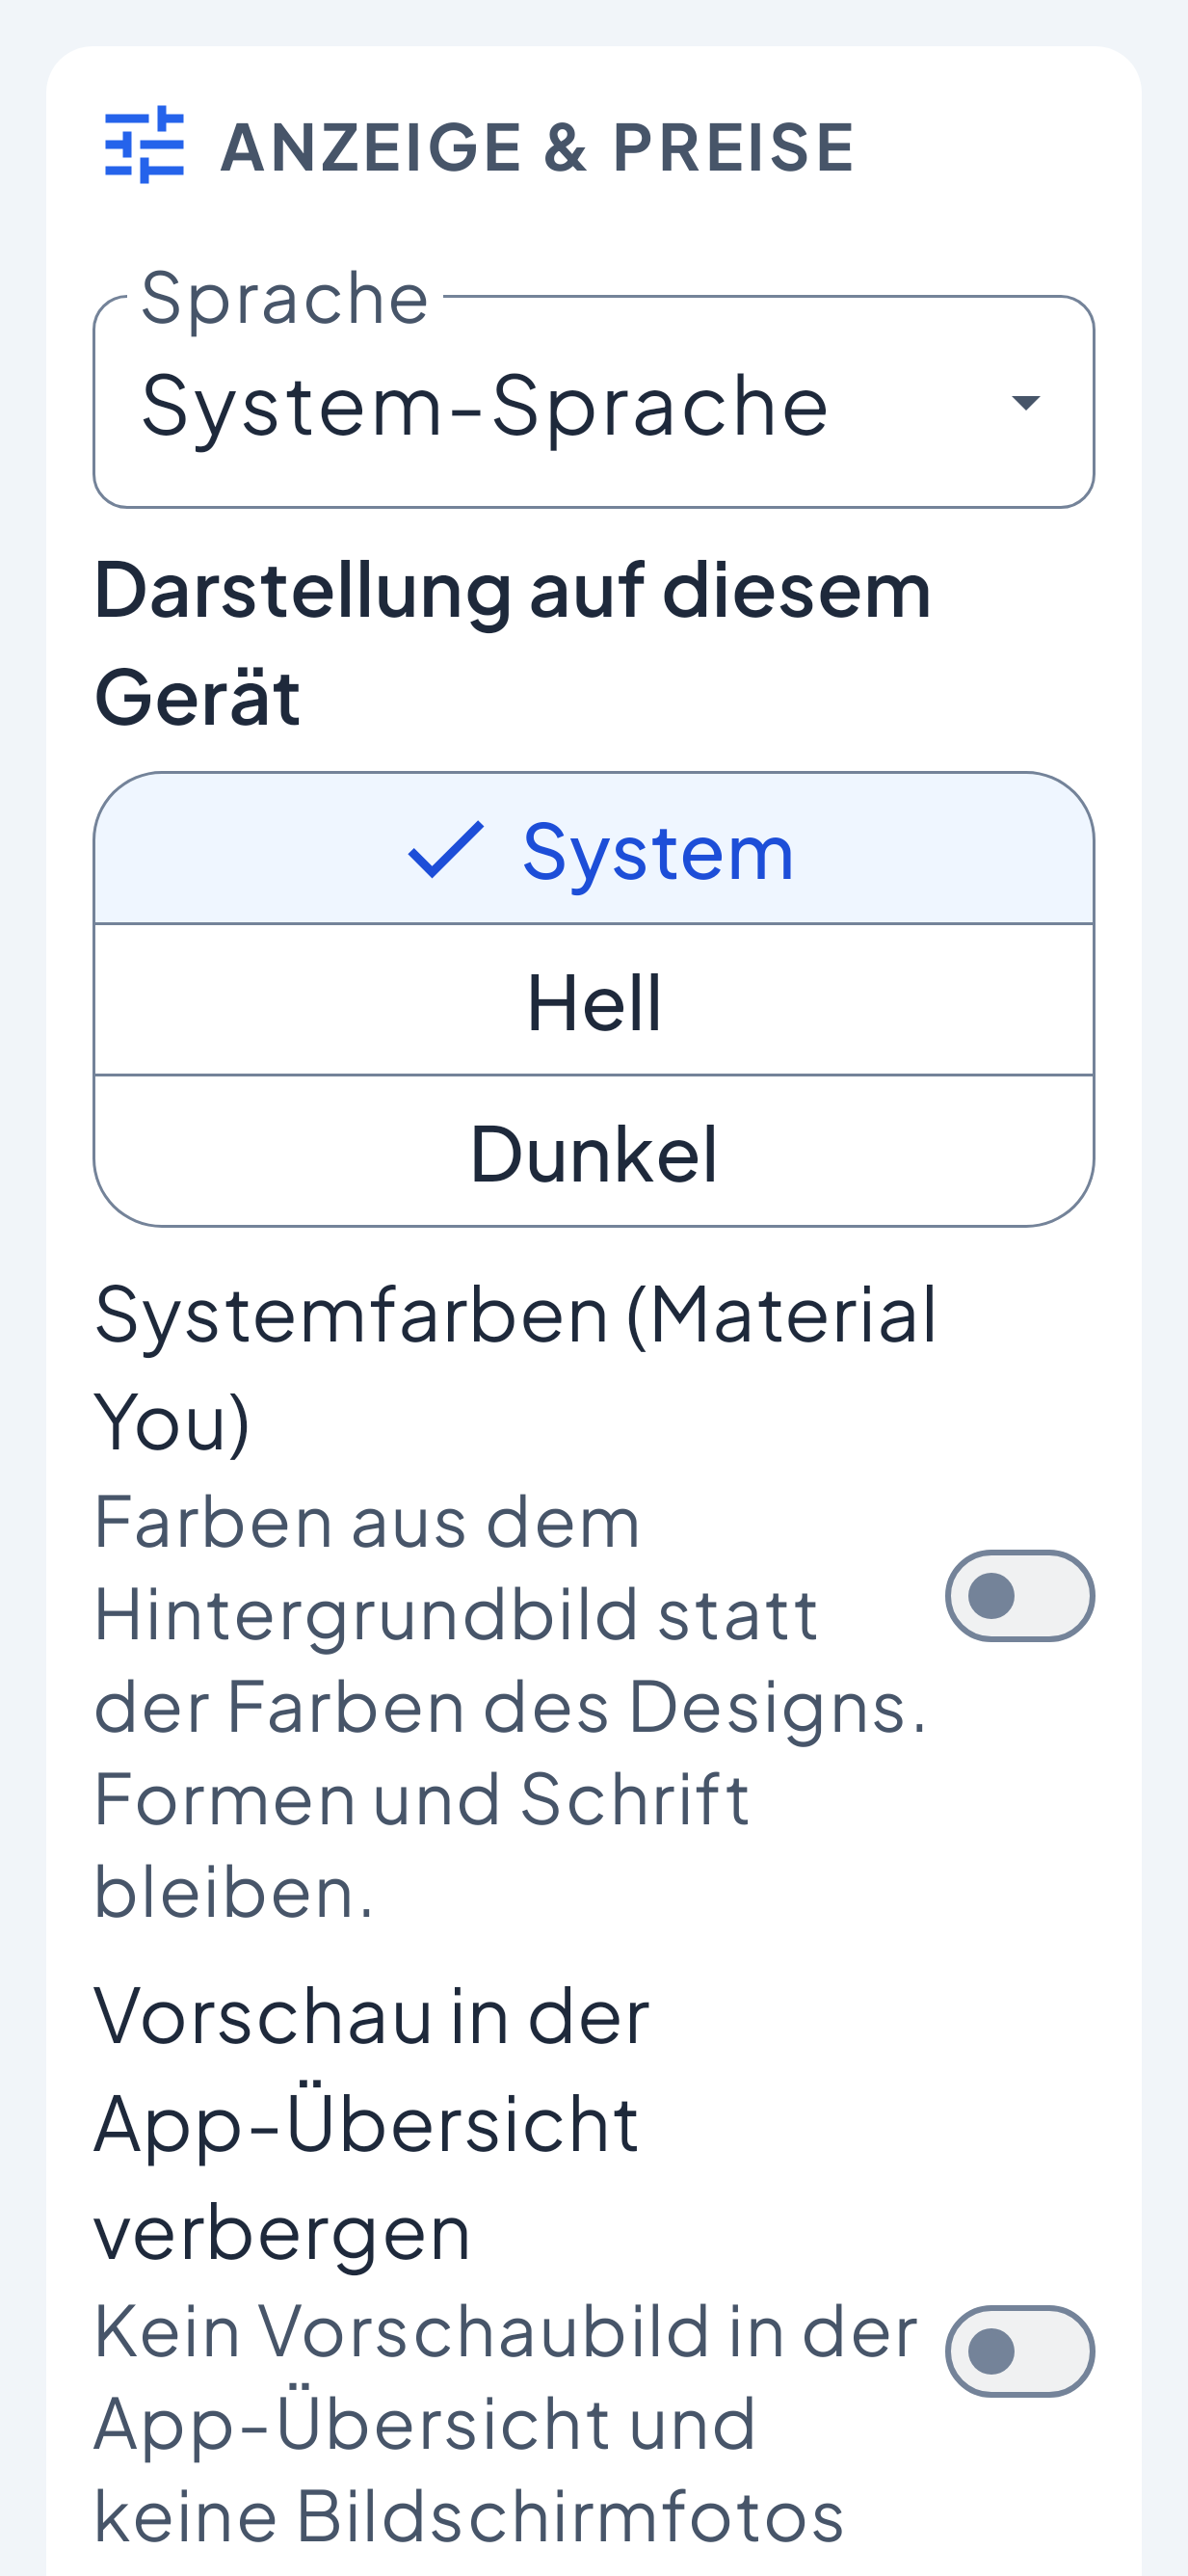 ANZEIGE & PREISE
Sprache
System-Sprache
Darstellung auf diesem
Gerät
System
Hell
Dunkel
Systemfarben (Material
You)
Farben aus dem
Hintergrundbild statt
der Farben des Designs.
Formen und Schrift
bleiben.
Vorschau in der
App-Übersicht
verbergen
Kein Vorschaubild in der
App-Übersicht und
keine Bildschirmfotos